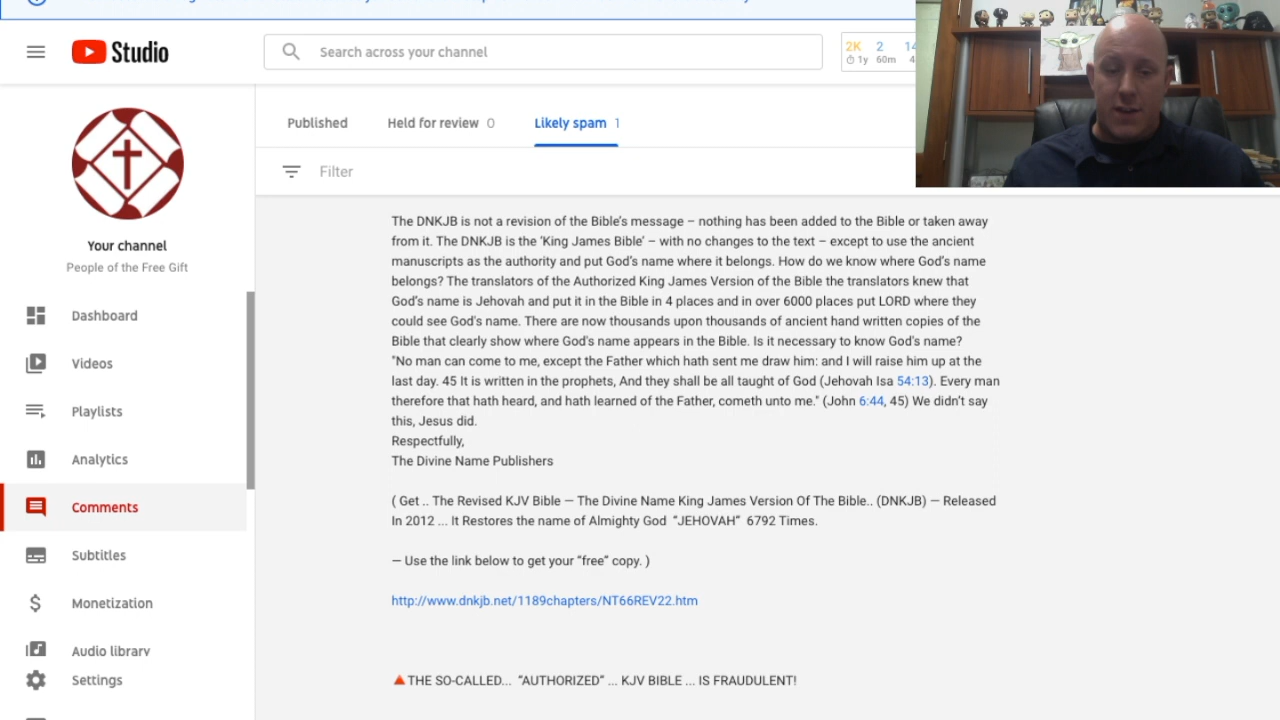 Studio
Search across your channel
2K 2 14
1y 60m 4
Published
Held for review 0
Likely spam 1
Filter
Your channel
People of the Free Gift
Dashboard
Videos
Playlists
Analytics
Comments
Subtitles
Monetization
Audio library
Settings
The DNKJB is not a revision of the Bible’s message – nothing has been added to the Bible or taken away
from it. The DNKJB is the ‘King James Bible’ – with no changes to the text – except to use the ancient
manuscripts as the authority and put God’s name where it belongs. How do we know where God’s name
belongs? The translators of the Authorized King James Version of the Bible the translators knew that
God’s name is Jehovah and put it in the Bible in 4 places and in over 6000 places put LORD where they
could see God's name. There are now thousands upon thousands of ancient hand written copies of the
Bible that clearly show where God's name appears in the Bible. Is it necessary to know God's name?
"No man can come to me, except the Father which hath sent me draw him: and I will raise him up at the
last day. 45 It is written in the prophets, And they shall be all taught of God (Jehovah Isa 54:13). Every man
therefore that hath heard, and hath learned of the Father, cometh unto me." (John 6:44, 45) We didn’t say
this, Jesus did.
Respectfully,
The Divine Name Publishers
( Get .. The Revised KJV Bible — The Divine Name King James Version Of The Bible.. (DNKJB) — Released
In 2012 ... It Restores the name of Almighty God “JEHOVAH” 6792 Times.
— Use the link below to get your “free” copy. )
http://www.dnkjb.net/1189chapters/NT66REV22.htm
🔺THE SO-CALLED... “AUTHORIZED” ... KJV BIBLE ... IS FRAUDULENT!